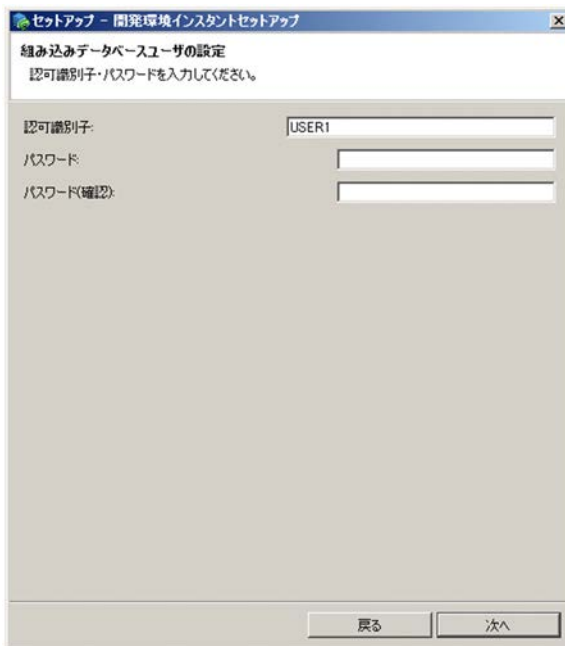 セットアップ - 開発環境インスタントセットアップ
組み込みデータベースユーザの設定
認可識別子・パスワードを入力してください。
認可識別子: USER1
パスワード:
パスワード(確認):
戻る 次へ